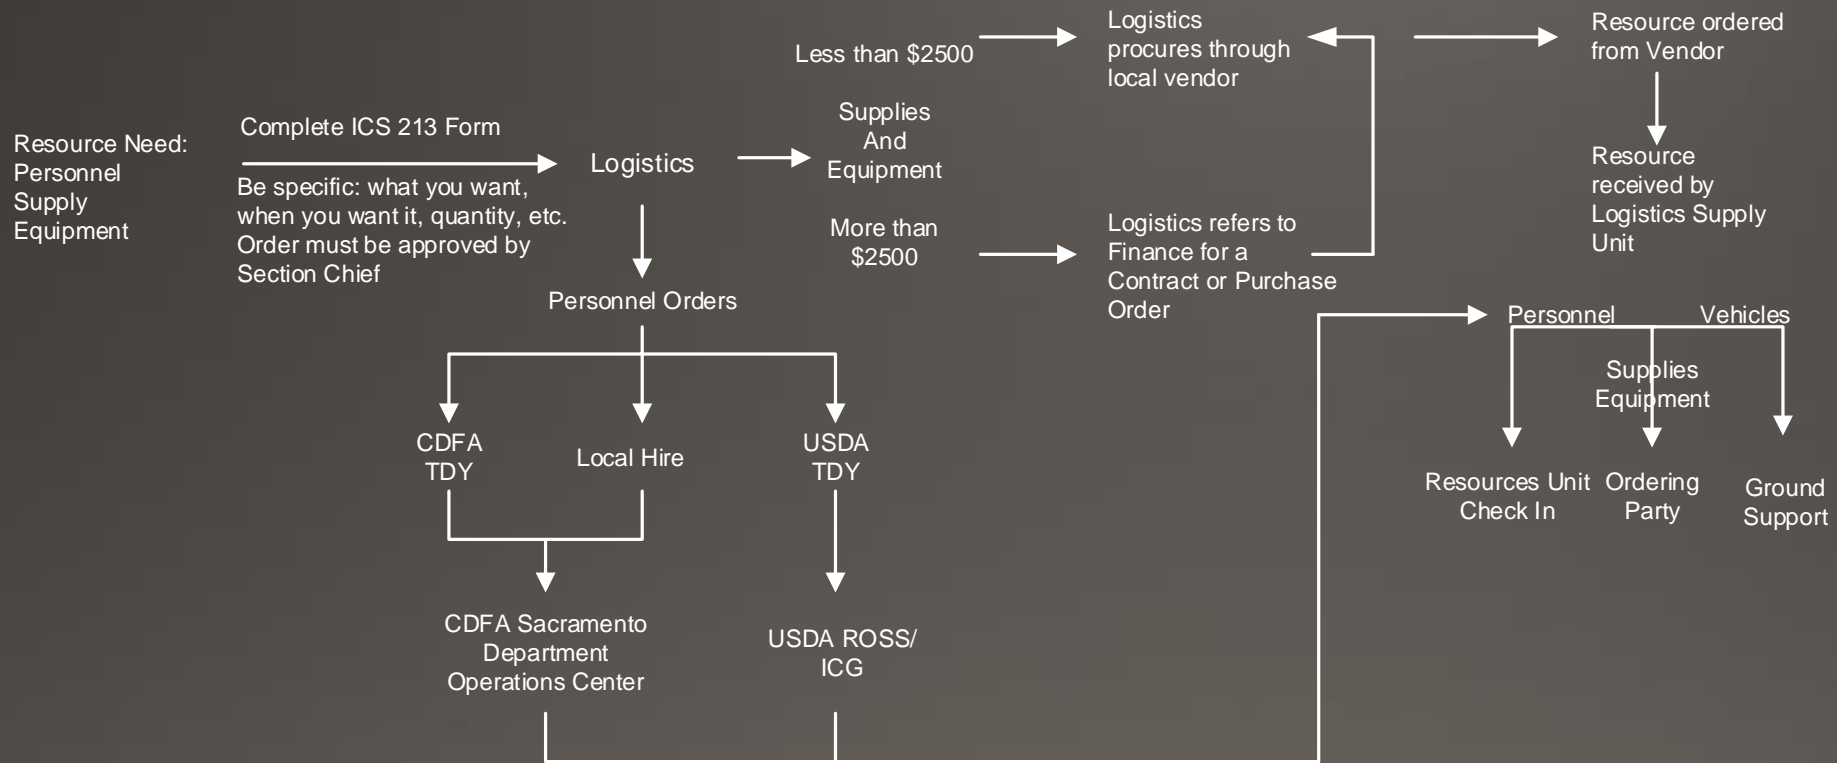 Resource Need:
Personnel
Supply
Equipment
Complete ICS 213 Form
Be specific: what you want,
when you want it, quantity, etc.
Order must be approved by
Section Chief
Logistics
Less than $2500
Supplies
And
Equipment
More than
$2500
Logistics
procures through
local vendor
Logistics refers to
Finance for a
Contract or Purchase
Order
Resource ordered
from Vendor
Resource
received by
Logistics Supply
Unit
Personnel Orders
CDFA
TDY
Local Hire
USDA
TDY
CDFA Sacramento
Department
Operations Center
USDA ROSS/
ICG
Personnel
Vehicles
Supplies
Equipment
Resources Unit
Check In
Ordering
Party
Ground
Support